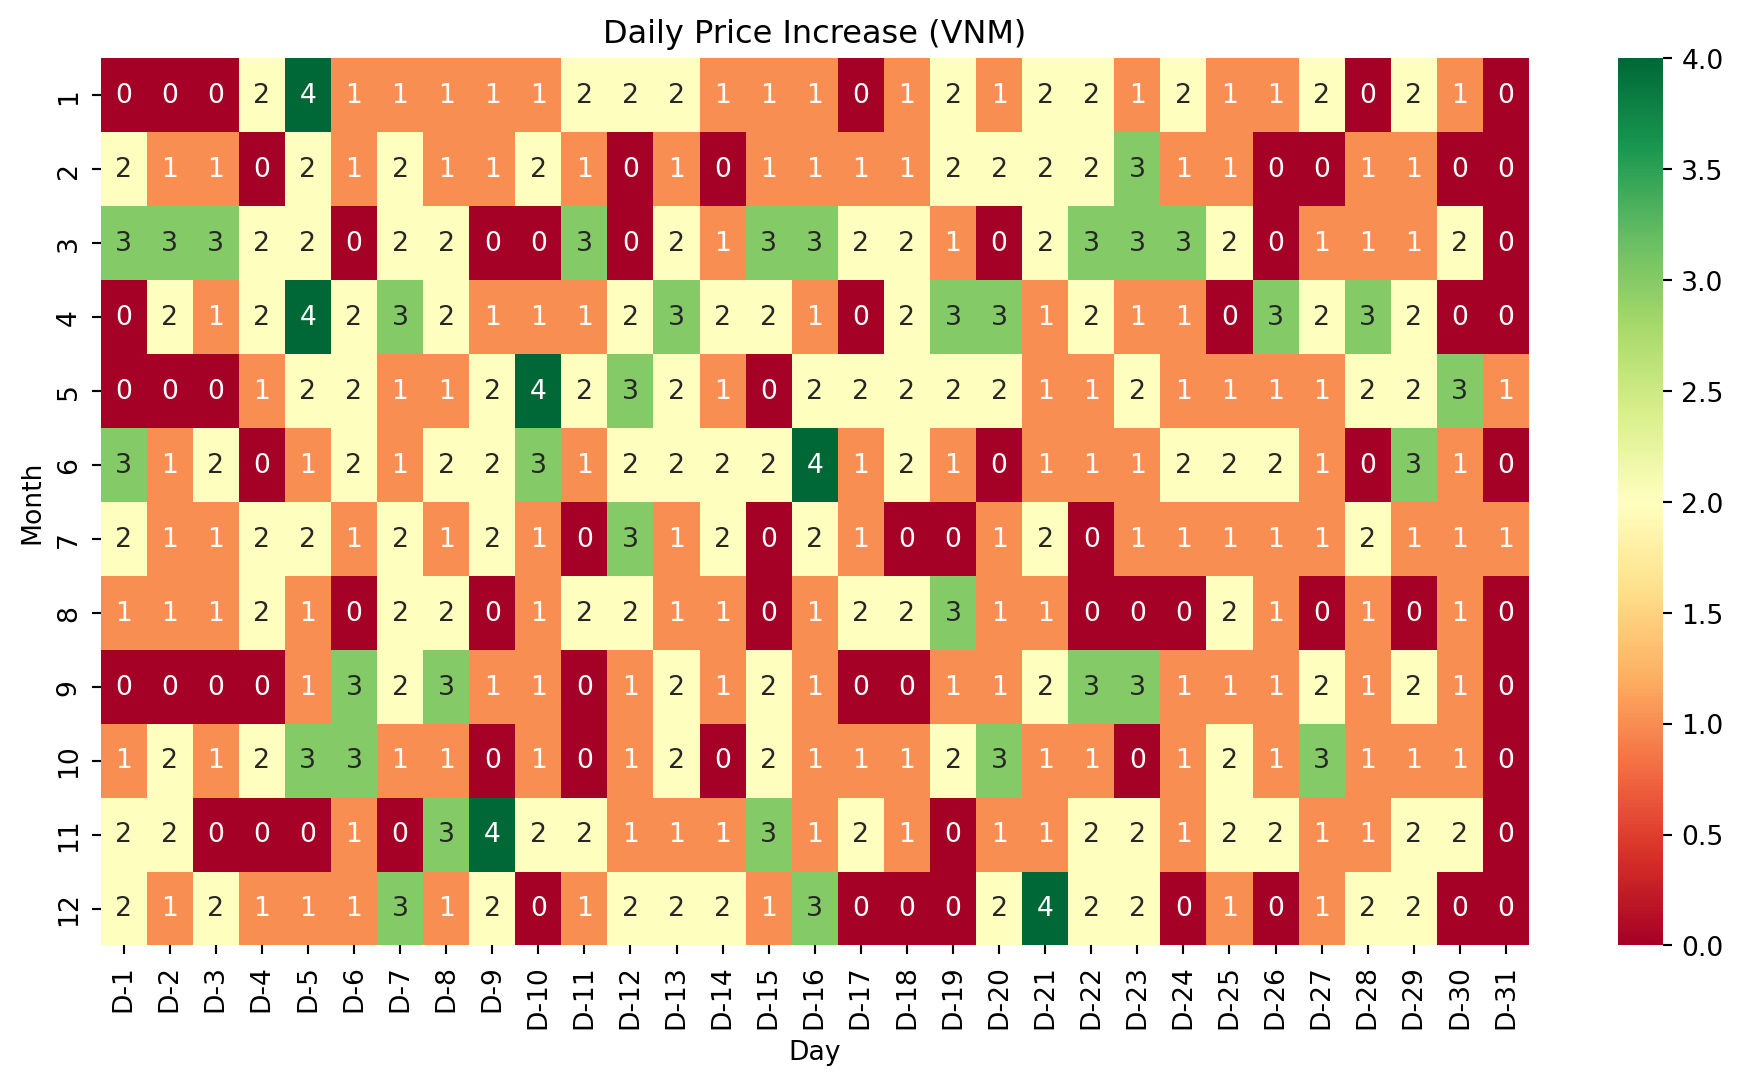 Daily Price Increase (VNM)
1 0 0 0 2 4 1 1 1 1 1 2 2 2 1 1 1 0 1 2 1 2 2 1 2 1 1 2 0 2 1 0
2 2 1 1 0 2 1 2 1 1 2 1 0 1 0 1 1 1 1 2 2 2 2 3 1 1 0 0 1 1 0 0
3 3 3 3 2 2 0 2 2 0 0 3 0 2 1 3 3 2 2 1 0 2 3 3 3 2 0 1 1 1 2 0
4 0 2 1 2 4 2 3 2 1 1 1 2 3 2 2 1 0 2 3 3 1 2 1 1 0 3 2 3 2 0 0
5 0 0 0 1 2 2 1 1 2 4 2 3 2 1 0 2 2 2 2 2 1 1 2 1 1 1 1 2 2 3 1
6 3 1 2 0 1 2 1 2 2 3 1 2 2 2 2 4 1 2 1 0 1 1 1 2 2 2 1 0 3 1 0
7 2 1 1 2 2 1 2 1 2 1 0 3 1 2 0 2 1 0 0 1 2 0 1 1 1 1 1 2 1 1 1
8 1 1 1 2 1 0 2 2 0 1 2 2 1 1 0 1 2 2 3 1 1 0 0 0 2 1 0 1 0 1 0
9 0 0 0 0 1 3 2 3 1 1 0 1 2 1 2 1 0 0 1 1 2 3 3 1 1 1 2 1 2 1 0
10 1 2 1 2 3 3 1 1 0 1 0 1 2 0 2 1 1 1 2 3 1 1 0 1 2 1 3 1 1 1 0
11 2 2 0 0 0 1 0 3 4 2 2 1 1 1 3 1 2 1 0 1 1 2 2 1 2 2 1 1 2 2 0
12 2 1 2 1 1 1 3 1 2 0 1 2 2 2 1 3 0 0 0 2 4 2 2 0 1 0 1 2 2 0 0
Month
D-1 D-2 D-3 D-4 D-5 D-6 D-7 D-8 D-9 D-10 D-11 D-12 D-13 D-14 D-15 D-16 D-17 D-18 D-19 D-20 D-21 D-22 D-23 D-24 D-25 D-26 D-27 D-28 D-29 D-30 D-31
Day
4.0
3.5
3.0
2.5
2.0
1.5
1.0
0.5
0.0